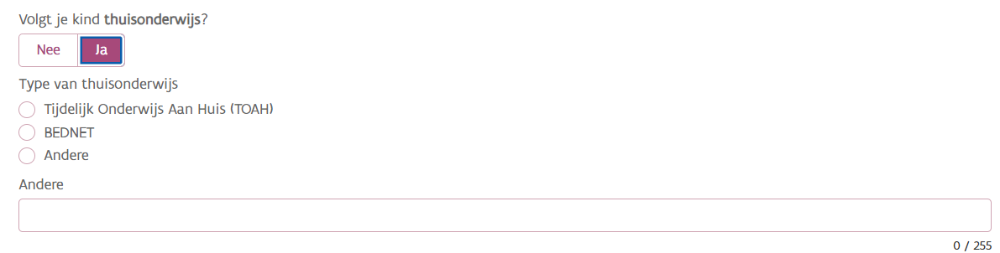 Volgt je kind thuisonderwijs?
Nee Ja
Type van thuisonderwijs
Tijdelijk Onderwijs Aan Huis (TOAH)
BEDNET
Andere
Andere
0 / 255